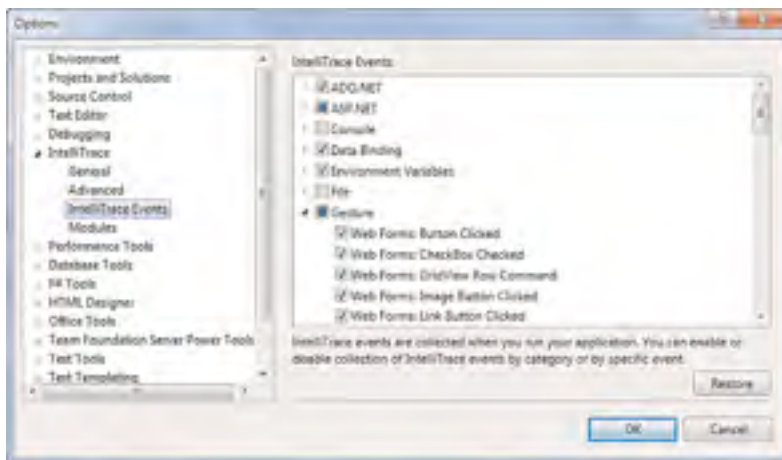 Options
Environment
Projects and Solutions
Source Control
Text Editor
Debugging
IntelliTrace
General
Advanced
IntelliTrace Events
Modules
Performance Tools
Database Tools
F# Tools
HTML Designer
Office Tools
Team Foundation Server Power Tools
Test Tools
Text Templating
IntelliTrace Events:
ADO.NET
ASP.NET
Console
Data Binding
Environment Variables
File
Gesture
Web Forms: Button Clicked
Web Forms: CheckBox Checked
Web Forms: GridView Row Command
Web Forms: Image Button Clicked
Web Forms: Link Button Clicked
IntelliTrace events are collected when you run your application. You can enable or
disable collection of IntelliTrace events by category or by specific event.
Restore
OK
Cancel